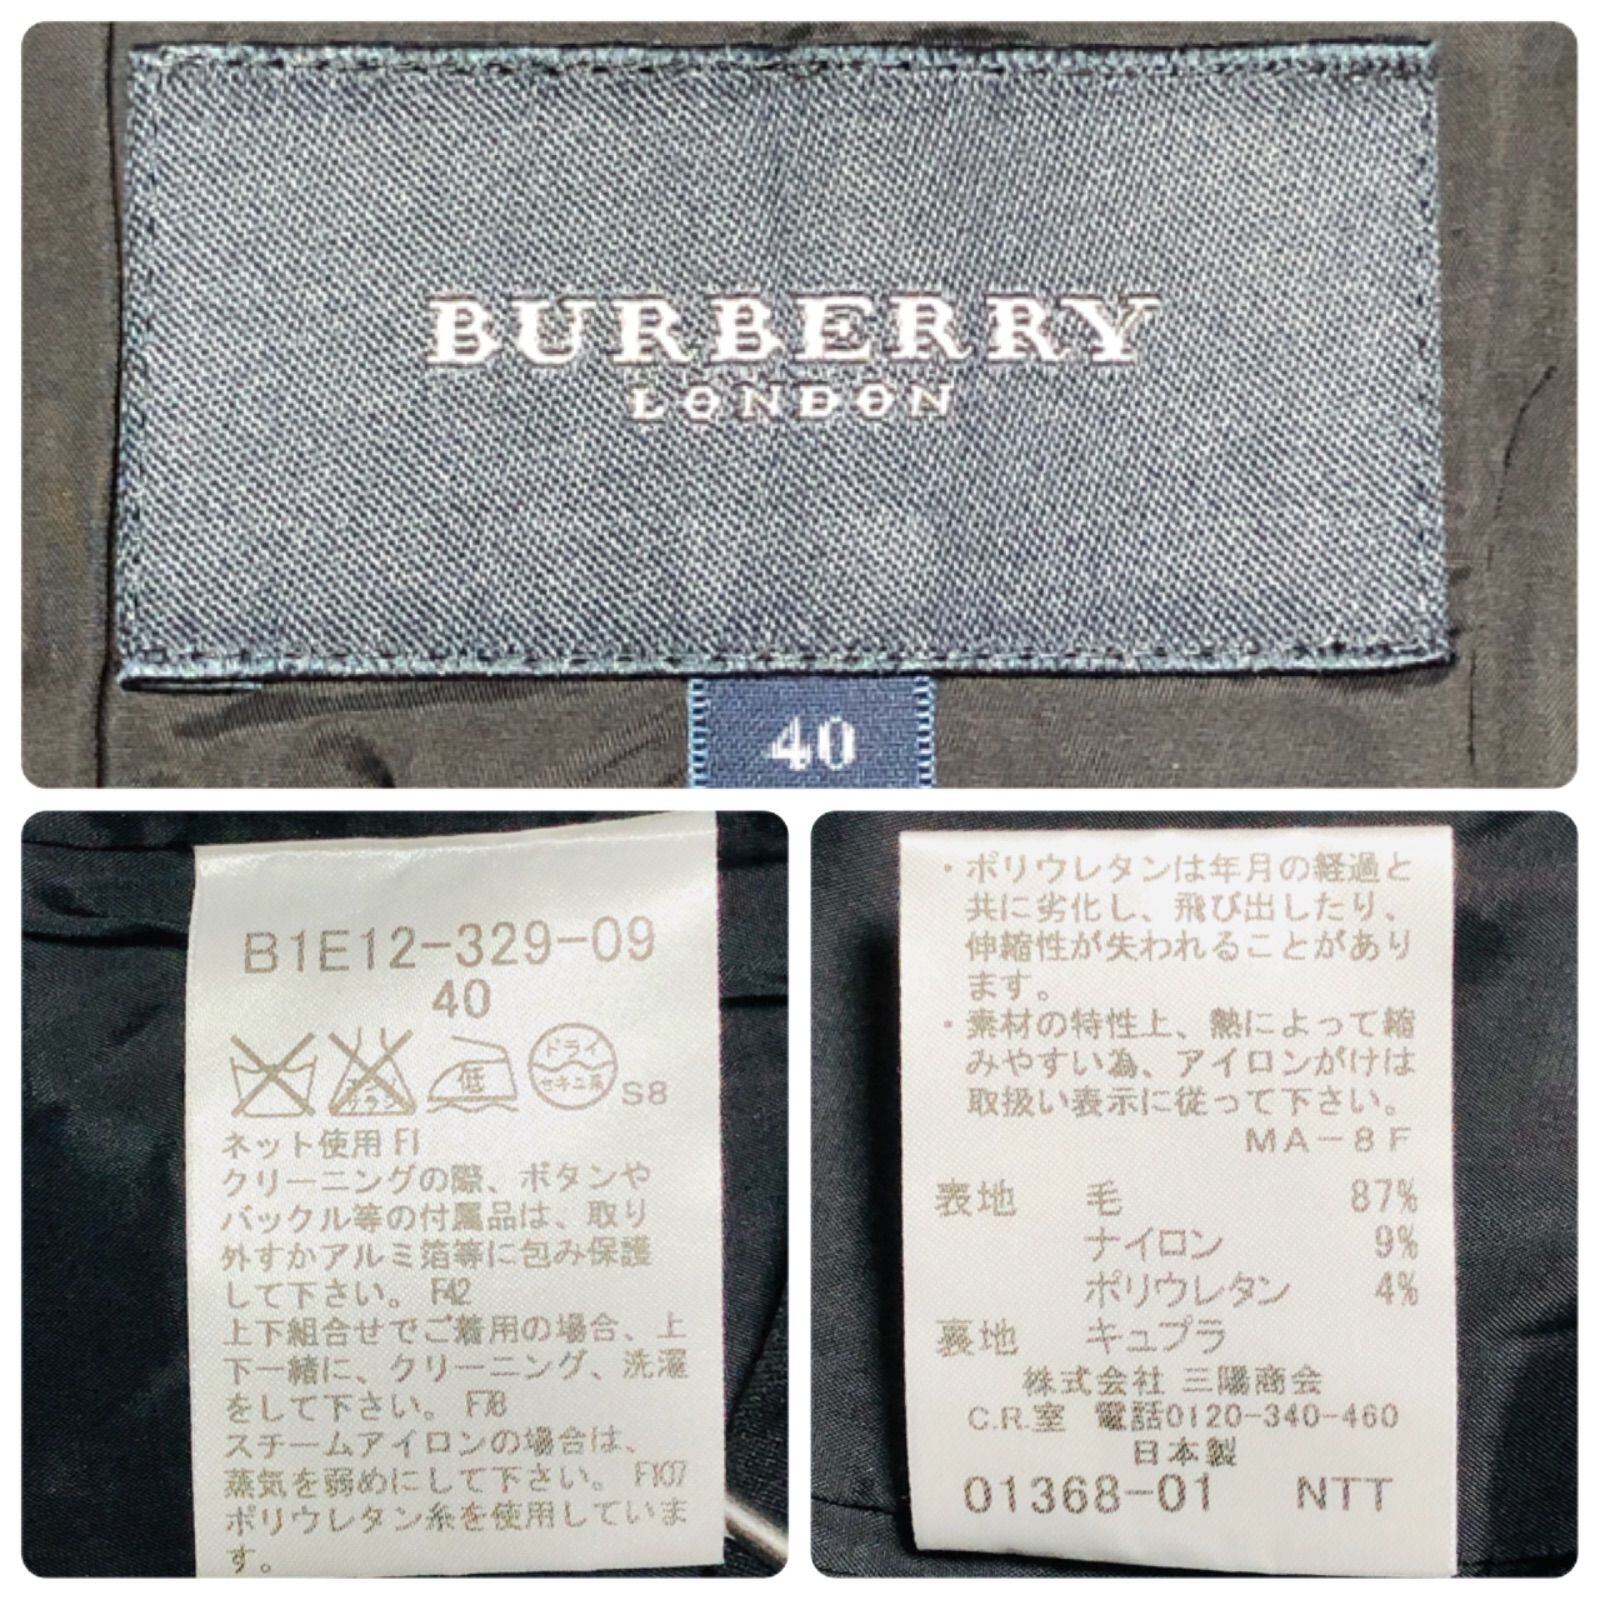 BURBERRY
LONDON
40
B1E12-329-09
40
低
ドライ
セキユ系
S8
ネット使用 F1
クリーニングの際、ボタンや
バックル等の付属品は、取り
外すかアルミ箔等に包み保護
して下さい。 F42
上下組合せでご着用の場合、上
下一緒に、クリーニング、洗濯
をして下さい。 F78
スチームアイロンの場合は、
蒸気を弱めにして下さい。 F107
ポリウレタン糸を使用していま
す。
・ポリウレタンは年月の経過と
共に劣化し、飛び出したり、
伸縮性が失われることがあり
ます。
・素材の特性上、熱によって縮
みやすい為、アイロンがけは
取扱い表示に従って下さい。
MA-8F
表地 毛 87%
ナイロン 9%
ポリウレタン 4%
裏地 キュプラ
株式会社 三陽商会
C.R.室 電話0120-340-460
日本製
01368-01 NTT